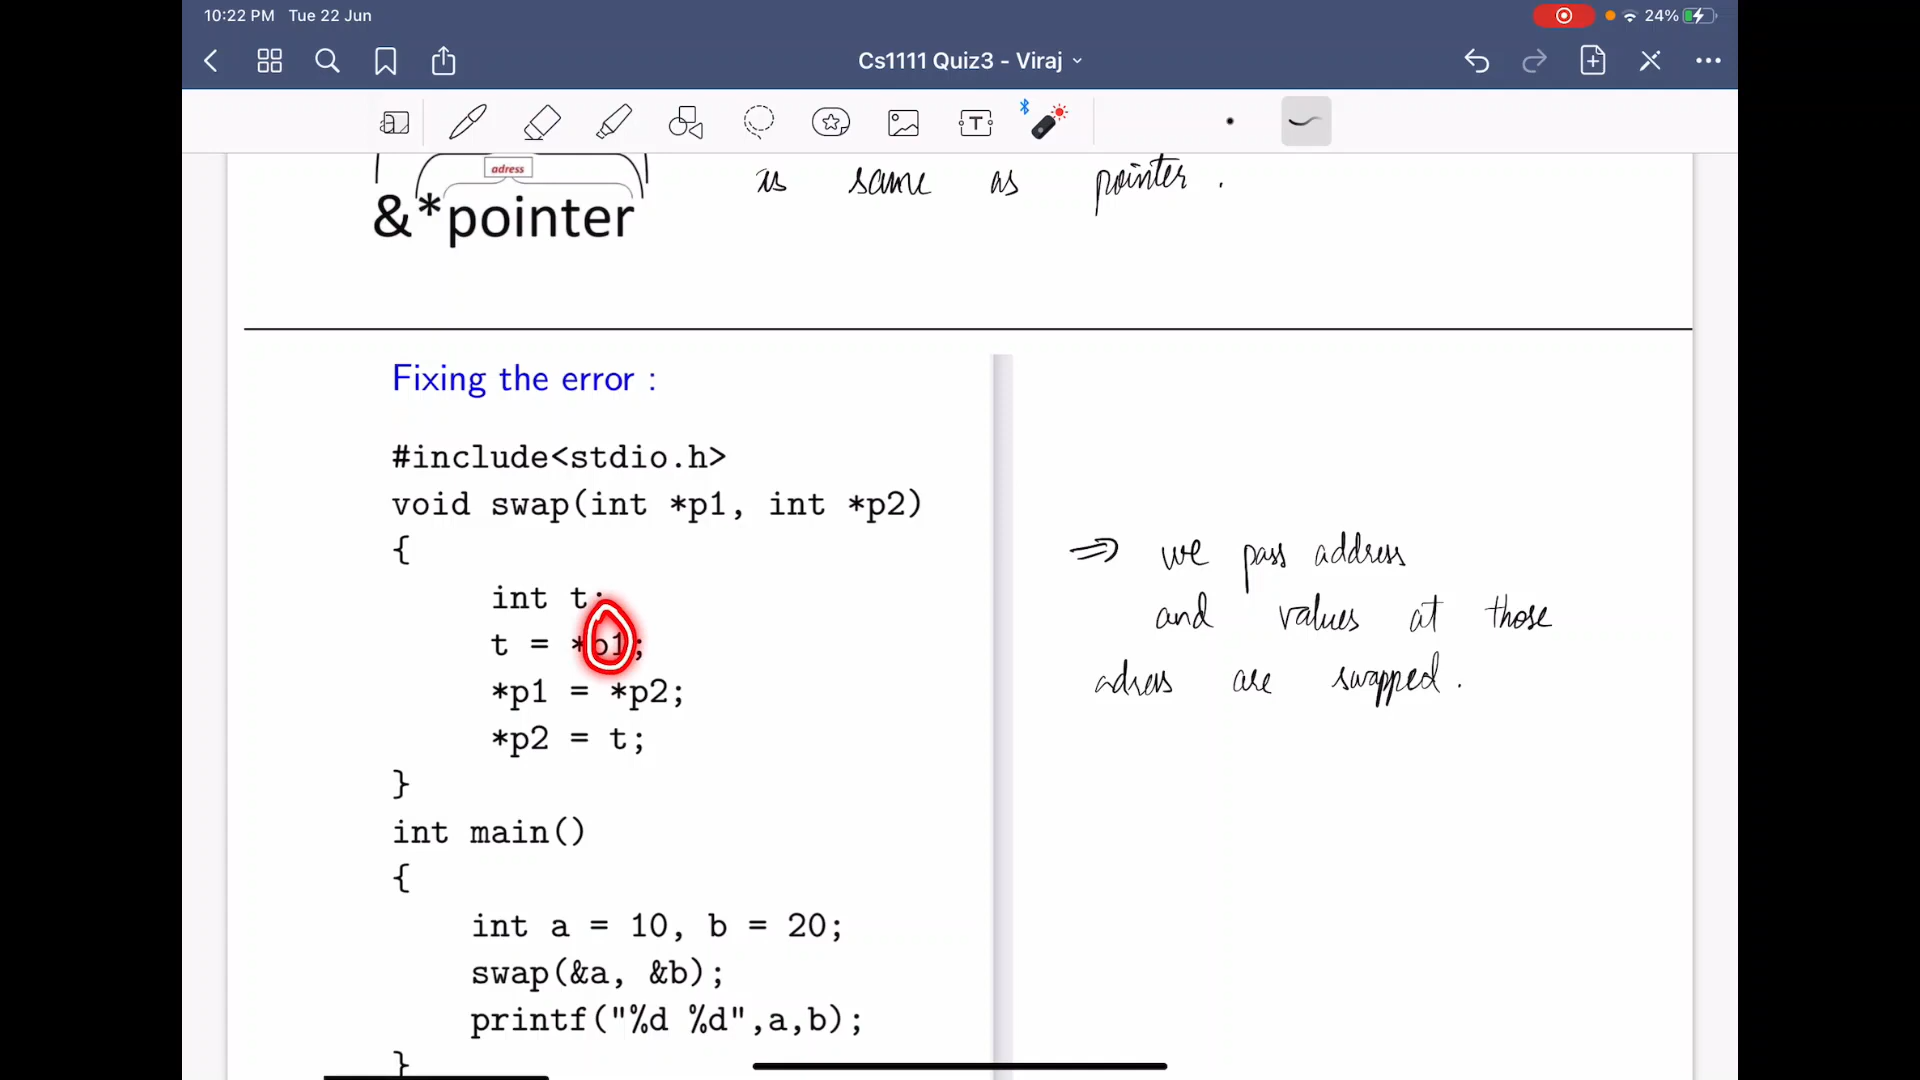 10:22 PM Tue 22 Jun
24%
Cs1111 Quiz3 - Viraj
adress
&*pointer
is same as pointer.
Fixing the error :
#include<stdio.h>
void swap(int *p1, int *p2)
{
int t;
t = *p1;
*p1 = *p2;
*p2 = t;
}
int main()
{
int a = 10, b = 20;
swap(&a, &b);
printf("%d %d",a,b);
}
⇒ we pass address
and values at those
adress are swapped.